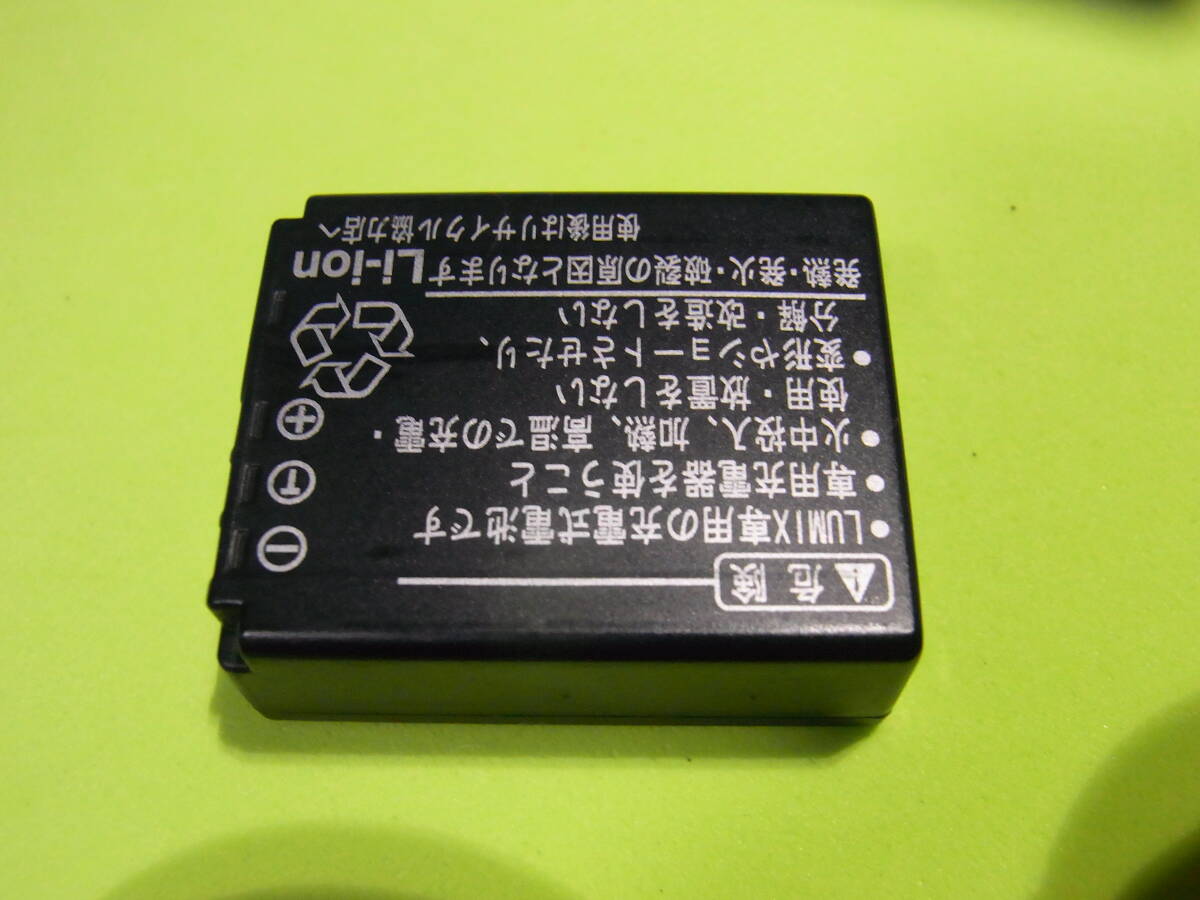 危険
●LUMIX専用の充電式電池です
●専用充電器を使うこと
●火中投入、加熱、高温での充電・
使用・放置をしない
●変形やショートさせたり、
分解・改造をしない
発熱・発火・破裂の原因となります
使用後はリサイクル協力店へ
⊖
Ⓣ
⊕
Li-ion